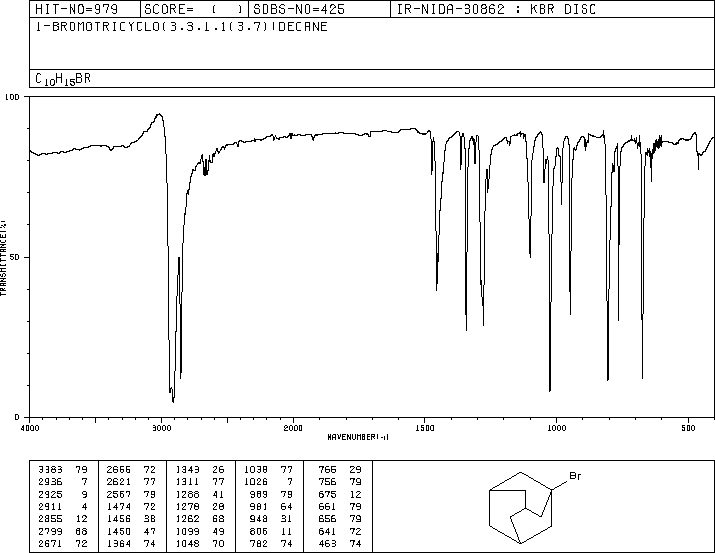 HIT-NO=979 SCORE= ( ) SDBS-NO=425 IR-NIDA-30862 : KBR DISC
1-BROMOTRICYCLO(3.3.1.1(3.7))DECANE
C10H15BR
100
50
0
TRANSMITTANCE(%)
4000 3000 2000 1500 1000 500
WAVENUMBER(-1)
3383 79 2666 72 1343 26 1038 77 766 29
2936 7 2621 77 1311 77 1026 7 756 79
2925 9 2567 79 1288 41 989 79 675 12
2911 4 1474 72 1278 28 981 64 661 79
2855 12 1456 38 1262 68 948 31 656 79
2799 68 1450 47 1099 49 806 11 641 72
2671 72 1364 74 1048 70 782 74 463 74
Br